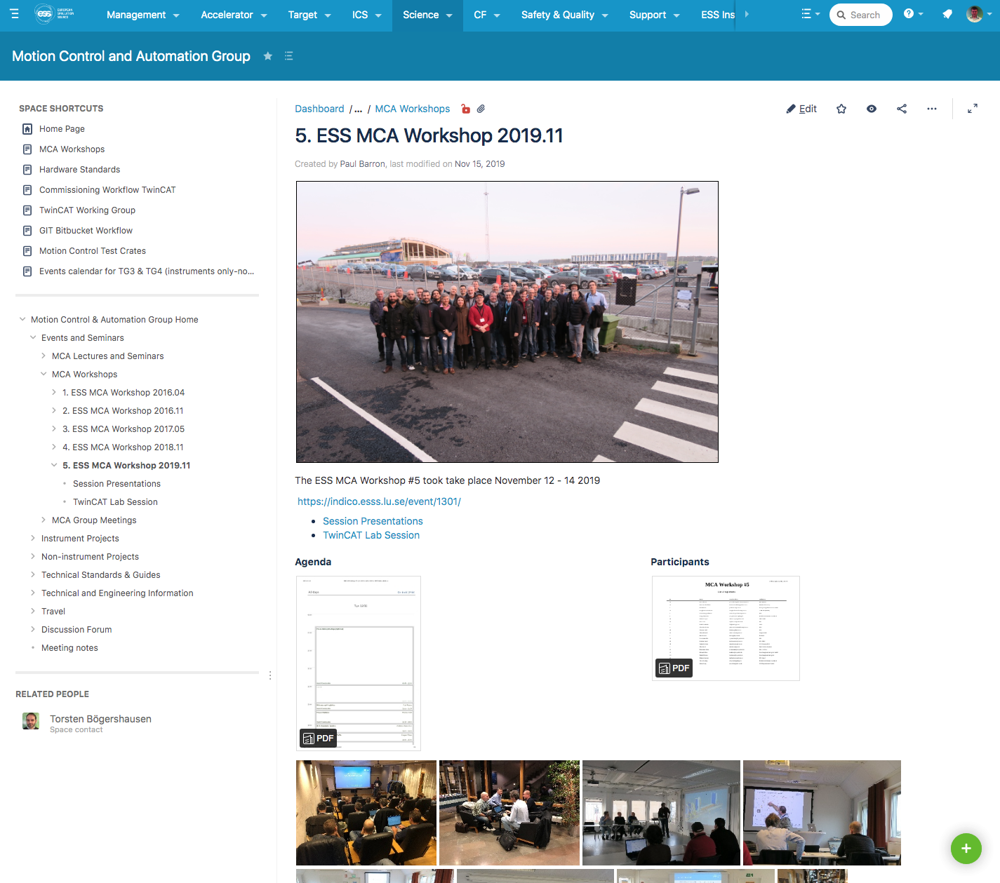 ess EUROPEAN SPALLATION SOURCE
Management Accelerator Target ICS Science CF Safety & Quality Support ESS Ins Search
Motion Control and Automation Group
SPACE SHORTCUTS
Home Page
MCA Workshops
Hardware Standards
Commissioning Workflow TwinCAT
TwinCAT Working Group
GIT Bitbucket Workflow
Motion Control Test Crates
Events calendar for TG3 & TG4 (instruments only-no...
Motion Control & Automation Group Home
Events and Seminars
MCA Lectures and Seminars
MCA Workshops
1. ESS MCA Workshop 2016.04
2. ESS MCA Workshop 2016.11
3. ESS MCA Workshop 2017.05
4. ESS MCA Workshop 2018.11
5. ESS MCA Workshop 2019.11
Session Presentations
TwinCAT Lab Session
MCA Group Meetings
Instrument Projects
Non-instrument Projects
Technical Standards & Guides
Technical and Engineering Information
Travel
Discussion Forum
Meeting notes
RELATED PEOPLE
Torsten Bögershausen
Space contact
Dashboard /... / MCA Workshops
Edit
5. ESS MCA Workshop 2019.11
Created by Paul Barron, last modified on Nov 15, 2019
The ESS MCA Workshop #5 took take place November 12 - 14 2019
https://indico.esss.lu.se/event/1301/
• Session Presentations
• TwinCAT Lab Session
Agenda
PDF
Participants
MCA Workshop #5
PDF